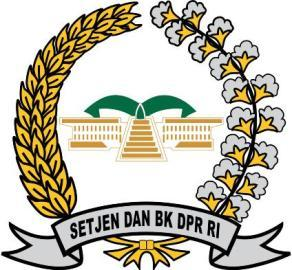 SETJEN DAN BK DPR RI